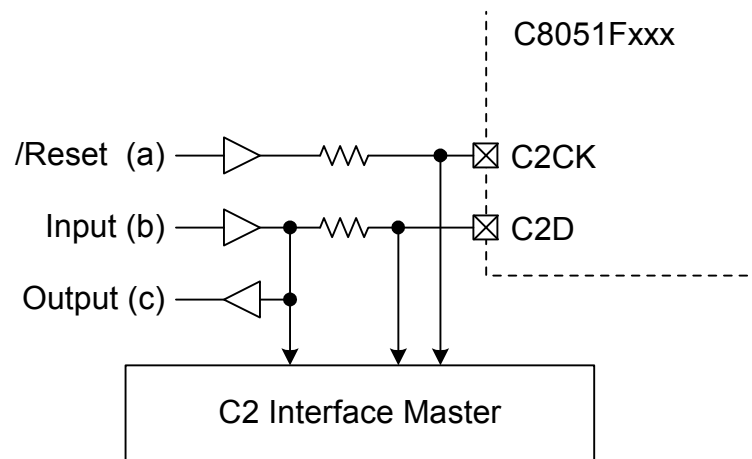 C8051Fxxx
/Reset (a)
C2CK
Input (b)
C2D
Output (c)
C2 Interface Master